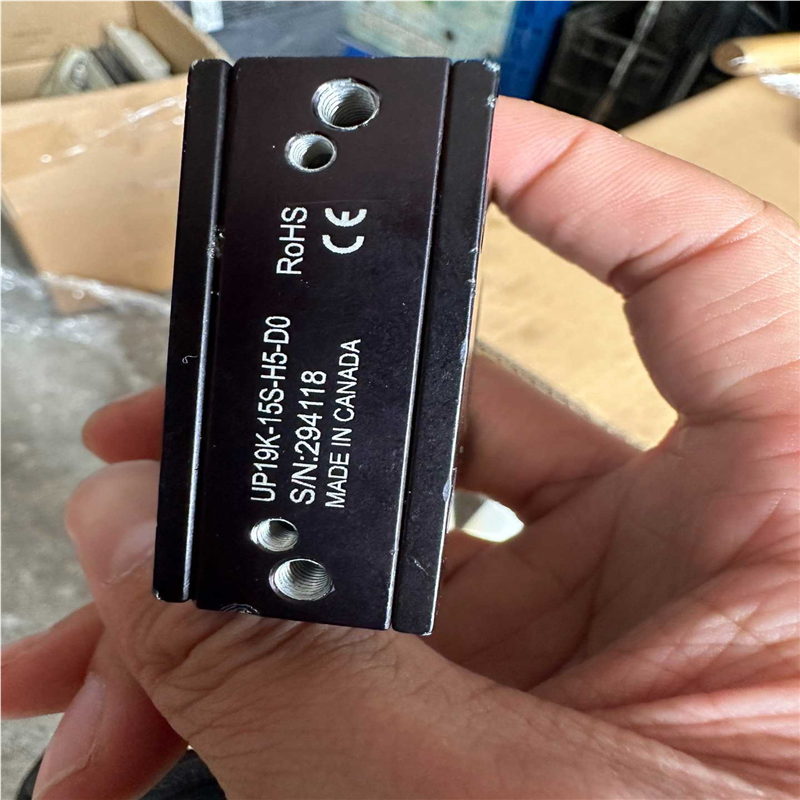 RoHS CE
UP19K-15S-H5-D0
S/N:294118
MADE IN CANADA